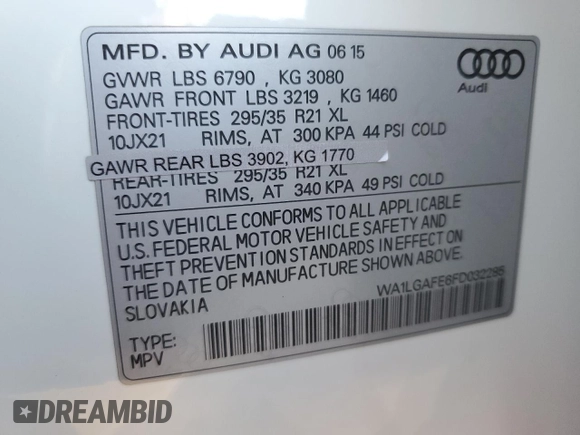 MFD. BY AUDI AG 06 15
GVWR LBS 6790 , KG 3080
GAWR FRONT LBS 3219 , KG 1460
FRONT-TIRES 295/35 R21 XL
10JX21 RIMS, AT 300 KPA 44 PSI COLD
GAWR REAR LBS 3902, KG 1770
REAR-TIRES 295/35 R21 XL
10JX21 RIMS, AT 340 KPA 49 PSI COLD
THIS VEHICLE CONFORMS TO ALL APPLICABLE
U.S. FEDERAL MOTOR VEHICLE SAFETY AND
THEFT PREVENTION STANDARDS IN EFFECT ON
THE DATE OF MANUFACTURE SHOWN ABOVE.
SLOVAKIA
WA1LGAFE6FD032285
TYPE:
MPV
Audi
DREAMBID